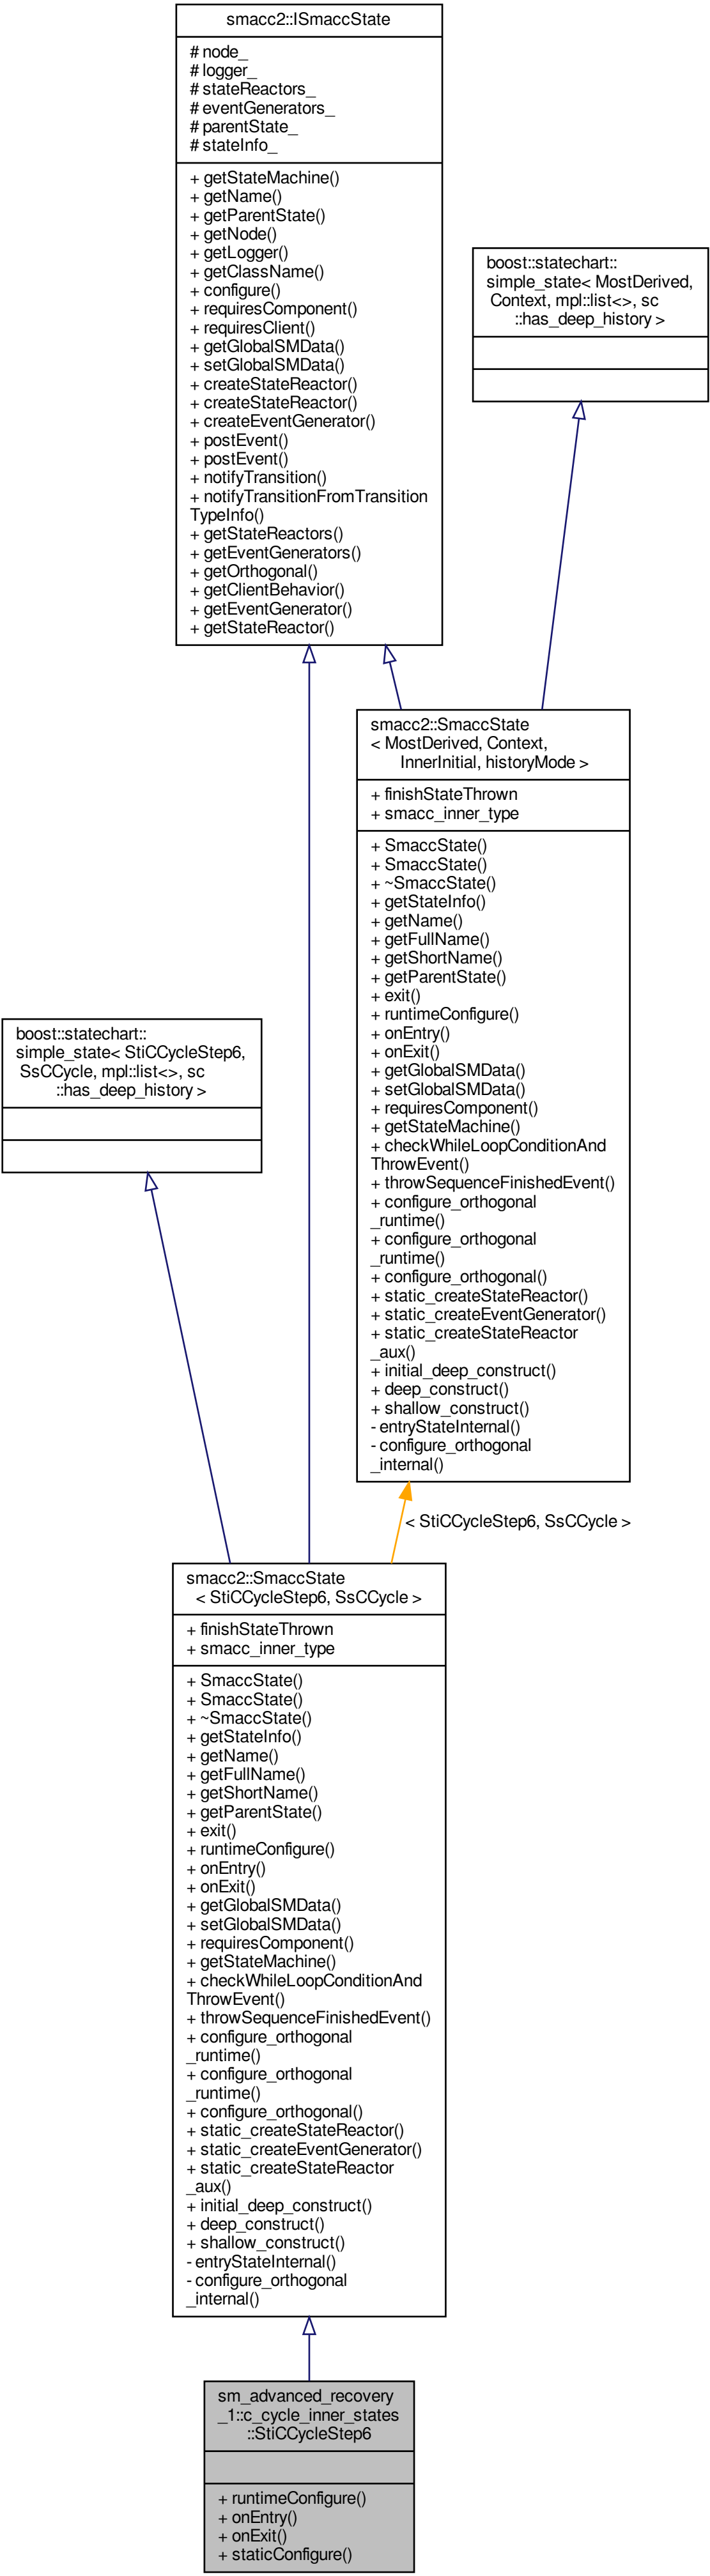 smacc2::ISmaccState
# node_
# logger_
# stateReactors_
# eventGenerators_
# parentState_
# stateInfo_
+ getStateMachine()
+ getName()
+ getParentState()
+ getNode()
+ getLogger()
+ getClassName()
+ configure()
+ requiresComponent()
+ requiresClient()
+ getGlobalSMData()
+ setGlobalSMData()
+ createStateReactor()
+ createStateReactor()
+ createEventGenerator()
+ postEvent()
+ postEvent()
+ notifyTransition()
+ notifyTransitionFromTransition
TypeInfo()
+ getStateReactors()
+ getEventGenerators()
+ getOrthogonal()
+ getClientBehavior()
+ getEventGenerator()
+ getStateReactor()
boost::statechart::
simple_state< MostDerived,
Context, mpl::list<>, sc
::has_deep_history >
smacc2::SmaccState
< MostDerived, Context,
InnerInitial, historyMode >
+ finishStateThrown
+ smacc_inner_type
+ SmaccState()
+ SmaccState()
+ ~SmaccState()
+ getStateInfo()
+ getName()
+ getFullName()
+ getShortName()
+ getParentState()
+ exit()
+ runtimeConfigure()
+ onEntry()
+ onExit()
+ getGlobalSMData()
+ setGlobalSMData()
+ requiresComponent()
+ getStateMachine()
+ checkWhileLoopConditionAnd
ThrowEvent()
+ throwSequenceFinishedEvent()
+ configure_orthogonal
_runtime()
+ configure_orthogonal
_runtime()
+ configure_orthogonal()
+ static_createStateReactor()
+ static_createEventGenerator()
+ static_createStateReactor
_aux()
+ initial_deep_construct()
+ deep_construct()
+ shallow_construct()
- entryStateInternal()
- configure_orthogonal
_internal()
boost::statechart::
simple_state< StiCCycleStep6,
SsCCycle, mpl::list<>, sc
::has_deep_history >
< StiCCycleStep6, SsCCycle >
smacc2::SmaccState
< StiCCycleStep6, SsCCycle >
+ finishStateThrown
+ smacc_inner_type
+ SmaccState()
+ SmaccState()
+ ~SmaccState()
+ getStateInfo()
+ getName()
+ getFullName()
+ getShortName()
+ getParentState()
+ exit()
+ runtimeConfigure()
+ onEntry()
+ onExit()
+ getGlobalSMData()
+ setGlobalSMData()
+ requiresComponent()
+ getStateMachine()
+ checkWhileLoopConditionAnd
ThrowEvent()
+ throwSequenceFinishedEvent()
+ configure_orthogonal
_runtime()
+ configure_orthogonal
_runtime()
+ configure_orthogonal()
+ static_createStateReactor()
+ static_createEventGenerator()
+ static_createStateReactor
_aux()
+ initial_deep_construct()
+ deep_construct()
+ shallow_construct()
- entryStateInternal()
- configure_orthogonal
_internal()
sm_advanced_recovery
_1::c_cycle_inner_states
::StiCCycleStep6
+ runtimeConfigure()
+ onEntry()
+ onExit()
+ staticConfigure()